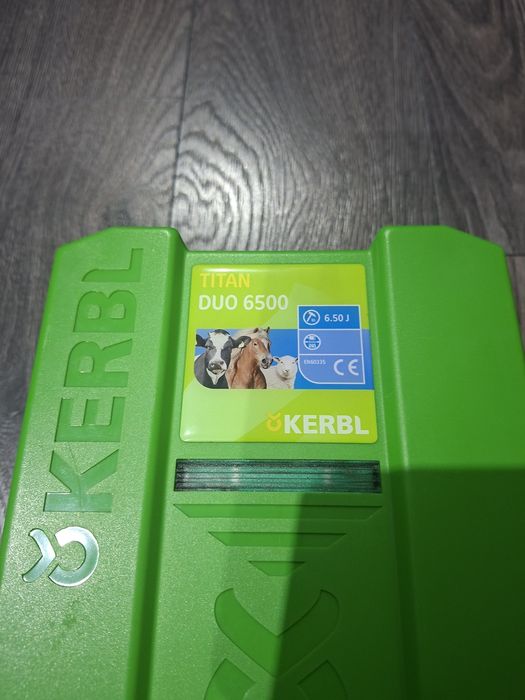 TITAN
DUO 6500
6.50 J
EN60335
CE
KERBL
KERBL